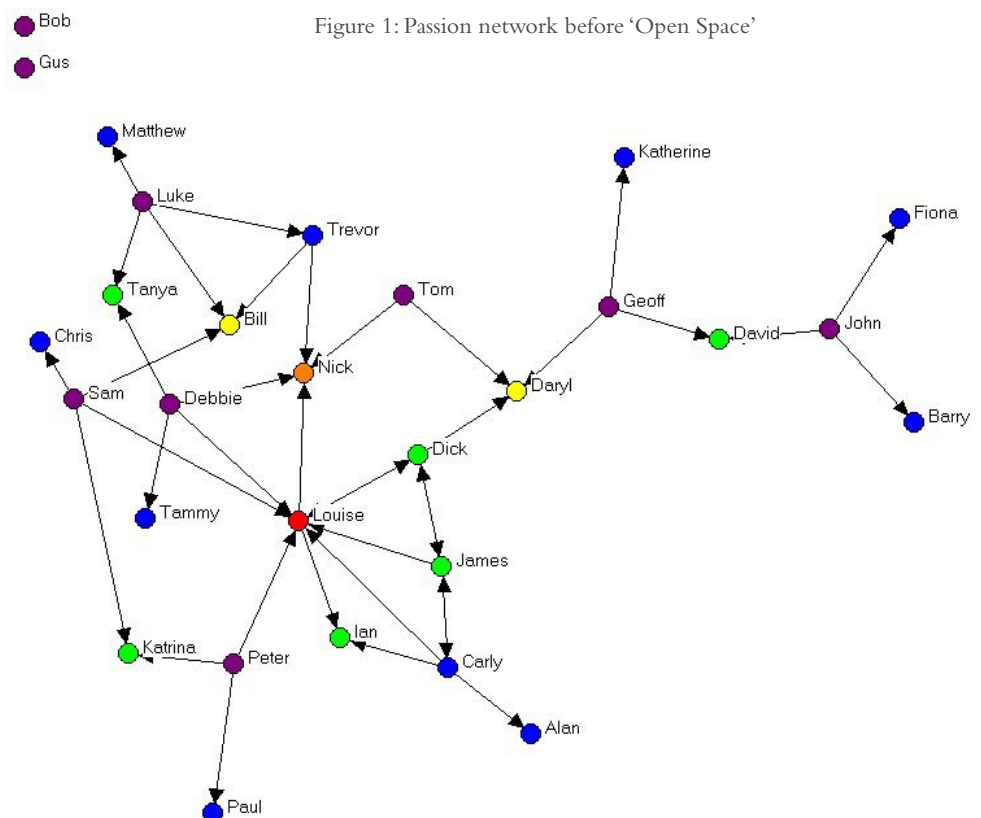 Bob
Figure 1: Passion network before ‘Open Space’
Gus
Matthew
Katherine
Luke
Fiona
Trevor
Tanya
Tom
Geoff
Bill
John
David
Chris
Nick
Daryl
Sam
Debbie
Barry
Dick
Louise
Tammy
James
Ian
Katrina
Peter
Carly
Alan
Paul